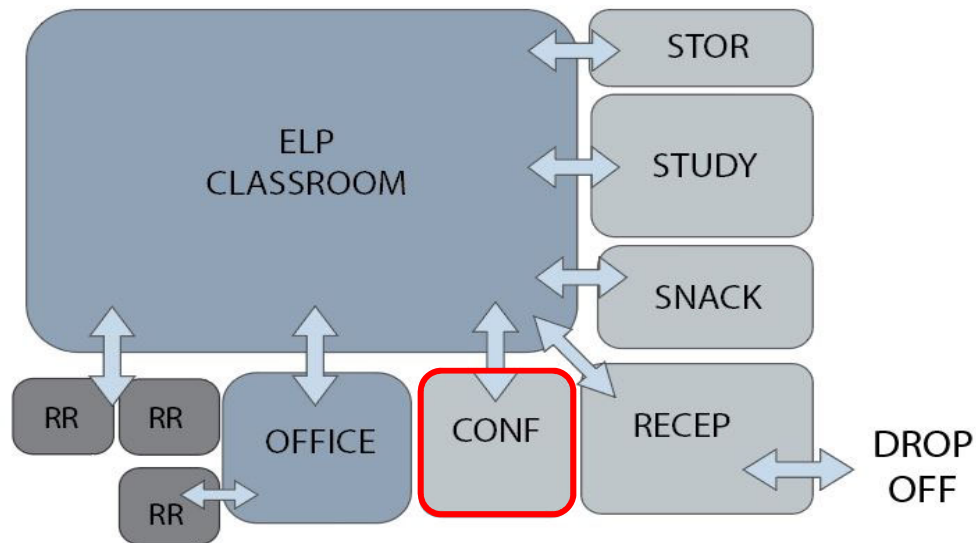 STOR
ELP
CLASSROOM
STUDY
SNACK
RR
RR
OFFICE
CONF
RECEP
DROP
OFF
RR